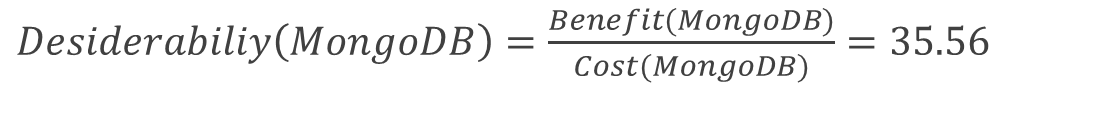 Desiderabiliy(MongoDB) = Benefit(MongoDB) / Cost(MongoDB) = 35.56